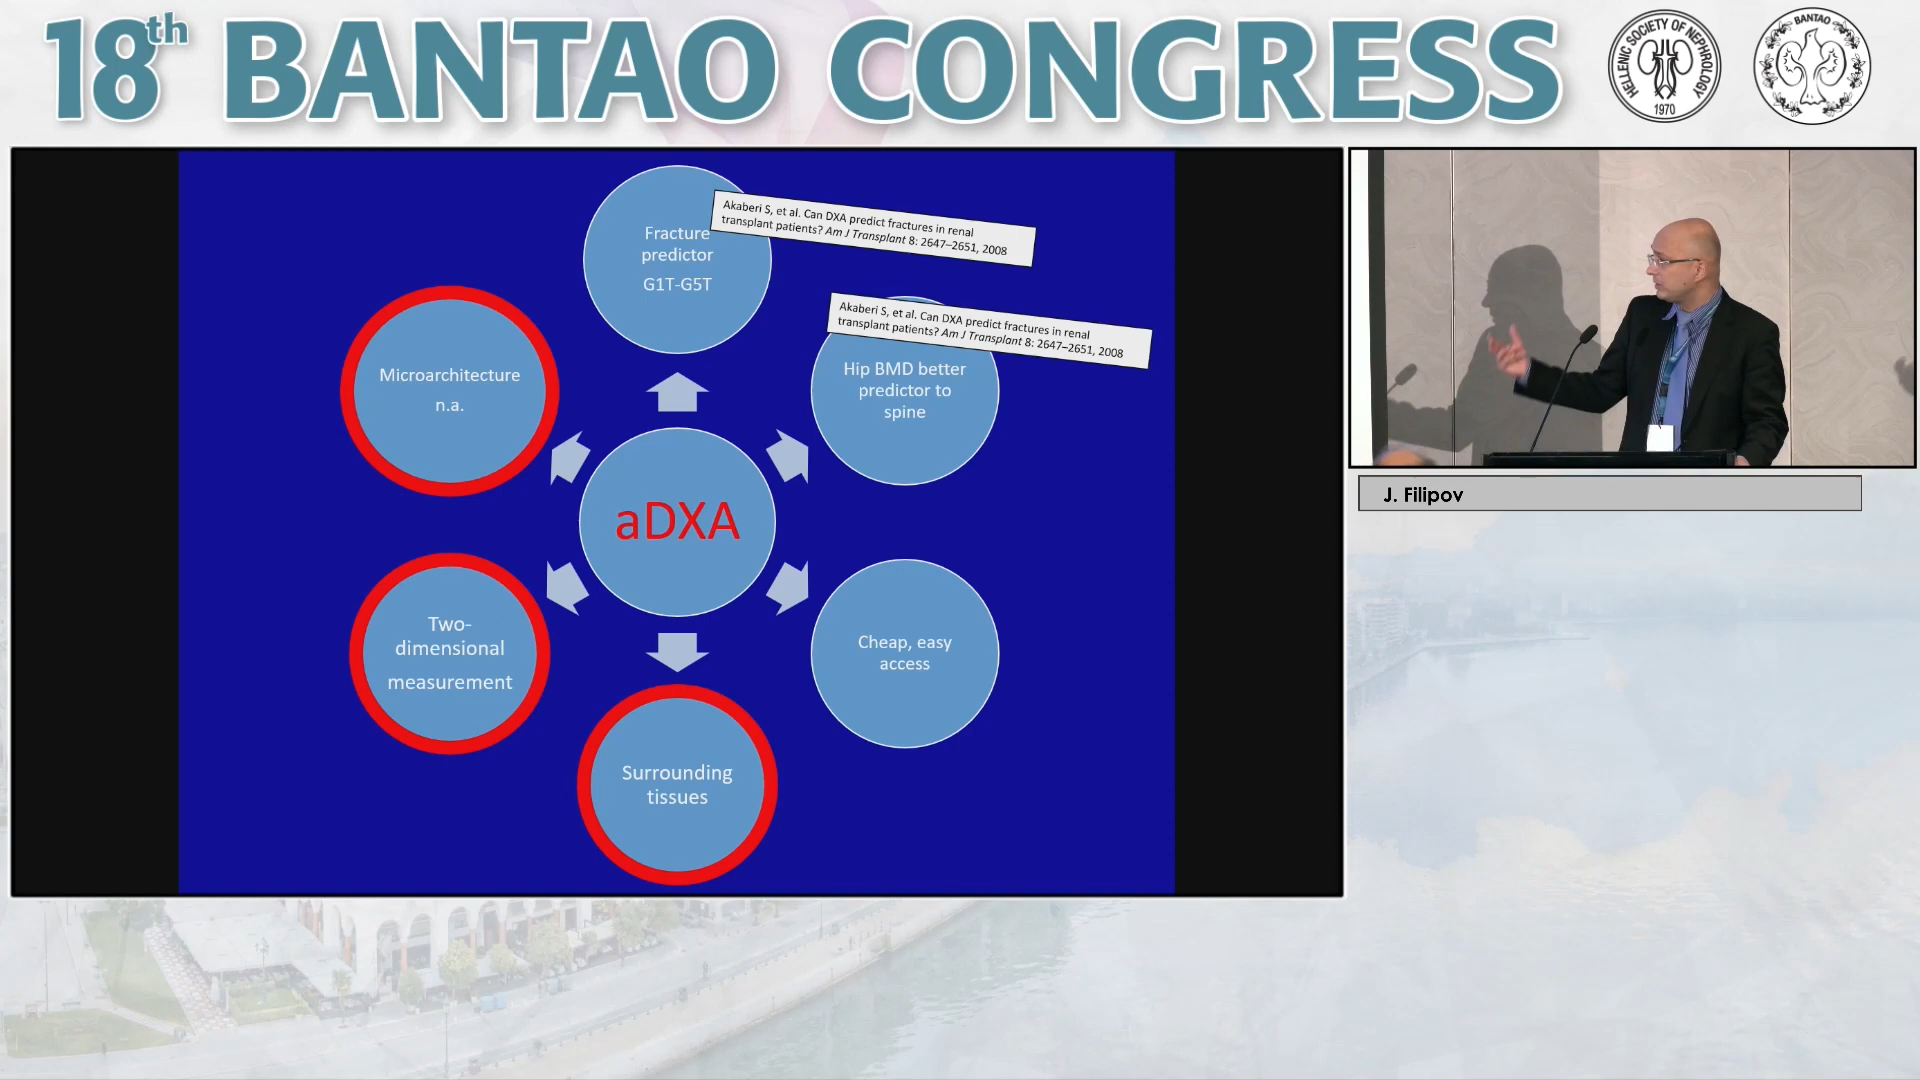 18th BANTAO CONGRESS
HELLENIC SOCIETY OF NEPHROLOGY
1970
BANTAO
Fracture
predictor
G1T-G5T
Akaberi S, et al. Can DXA predict fractures in renal
transplant patients? Am J Transplant 8: 2647–2651, 2008
Akaberi S, et al. Can DXA predict fractures in renal
transplant patients? Am J Transplant 8: 2647–2651, 2008
Hip BMD better
predictor to
spine
Microarchitecture
n.a.
aDXA
Two-
dimensional
measurement
Cheap, easy
access
Surrounding
tissues
J. Filipov